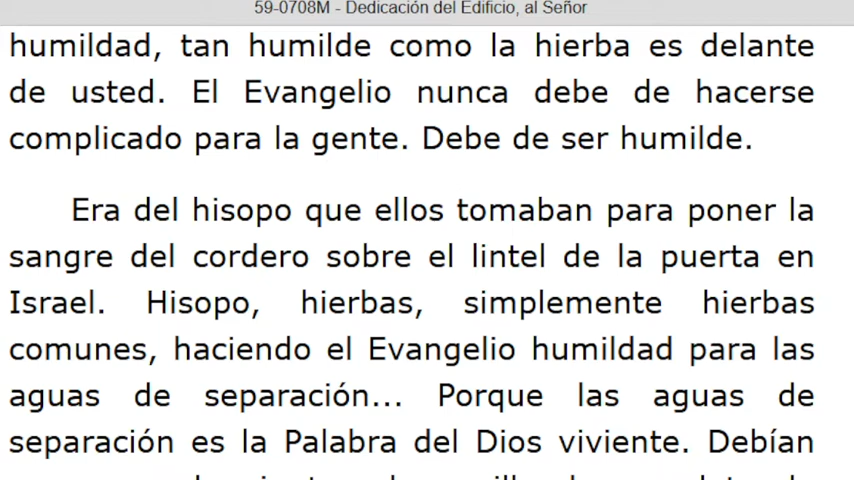 59-0708M - Dedicación del Edificio, al Señor
humildad, tan humilde como la hierba es delante
de usted. El Evangelio nunca debe de hacerse
complicado para la gente. Debe de ser humilde.
Era del hisopo que ellos tomaban para poner la
sangre del cordero sobre el lintel de la puerta en
Israel. Hisopo, hierbas, simplemente hierbas
comunes, haciendo el Evangelio humildad para las
aguas de separación... Porque las aguas de
separación es la Palabra del Dios viviente. Debían